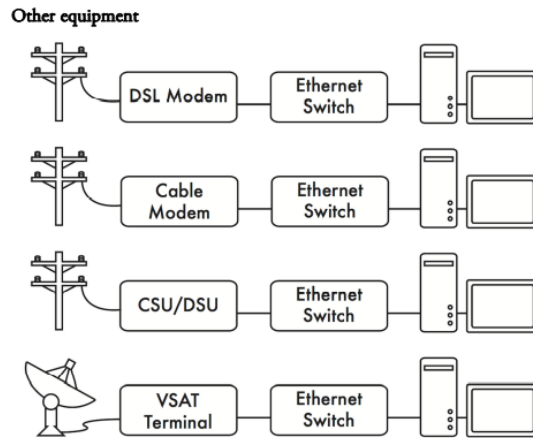 Other equipment
DSL Modem
Ethernet
Switch
Cable
Modem
Ethernet
Switch
CSU/DSU
Ethernet
Switch
VSAT
Terminal
Ethernet
Switch